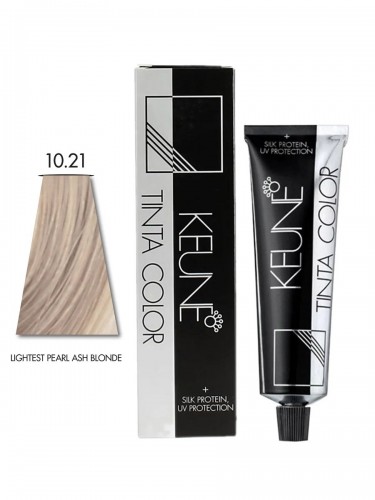 10.21
LIGHTEST PEARL ASH BLONDE
TINTA COLOR
KEUNE
+
SILK PROTEIN,
UV PROTECTION
+
SILK PROTEIN,
UV PROTECTION
KEUNE
TINTA COLOR